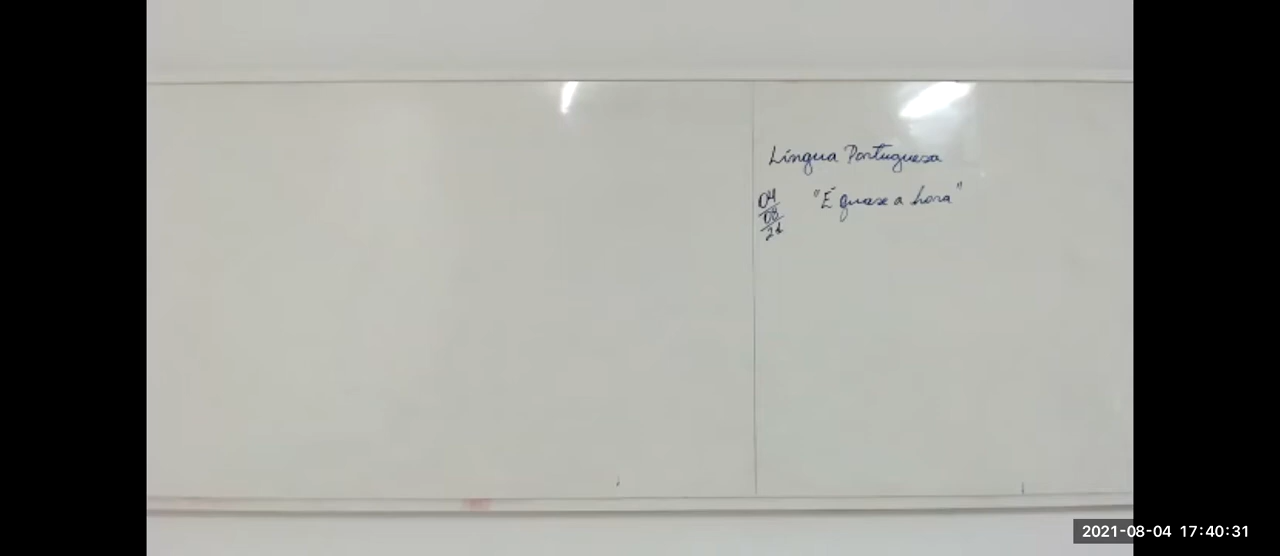 Língua Portuguesa
04
08
21
"É quase a hora"
2021-08-04 17:40:31